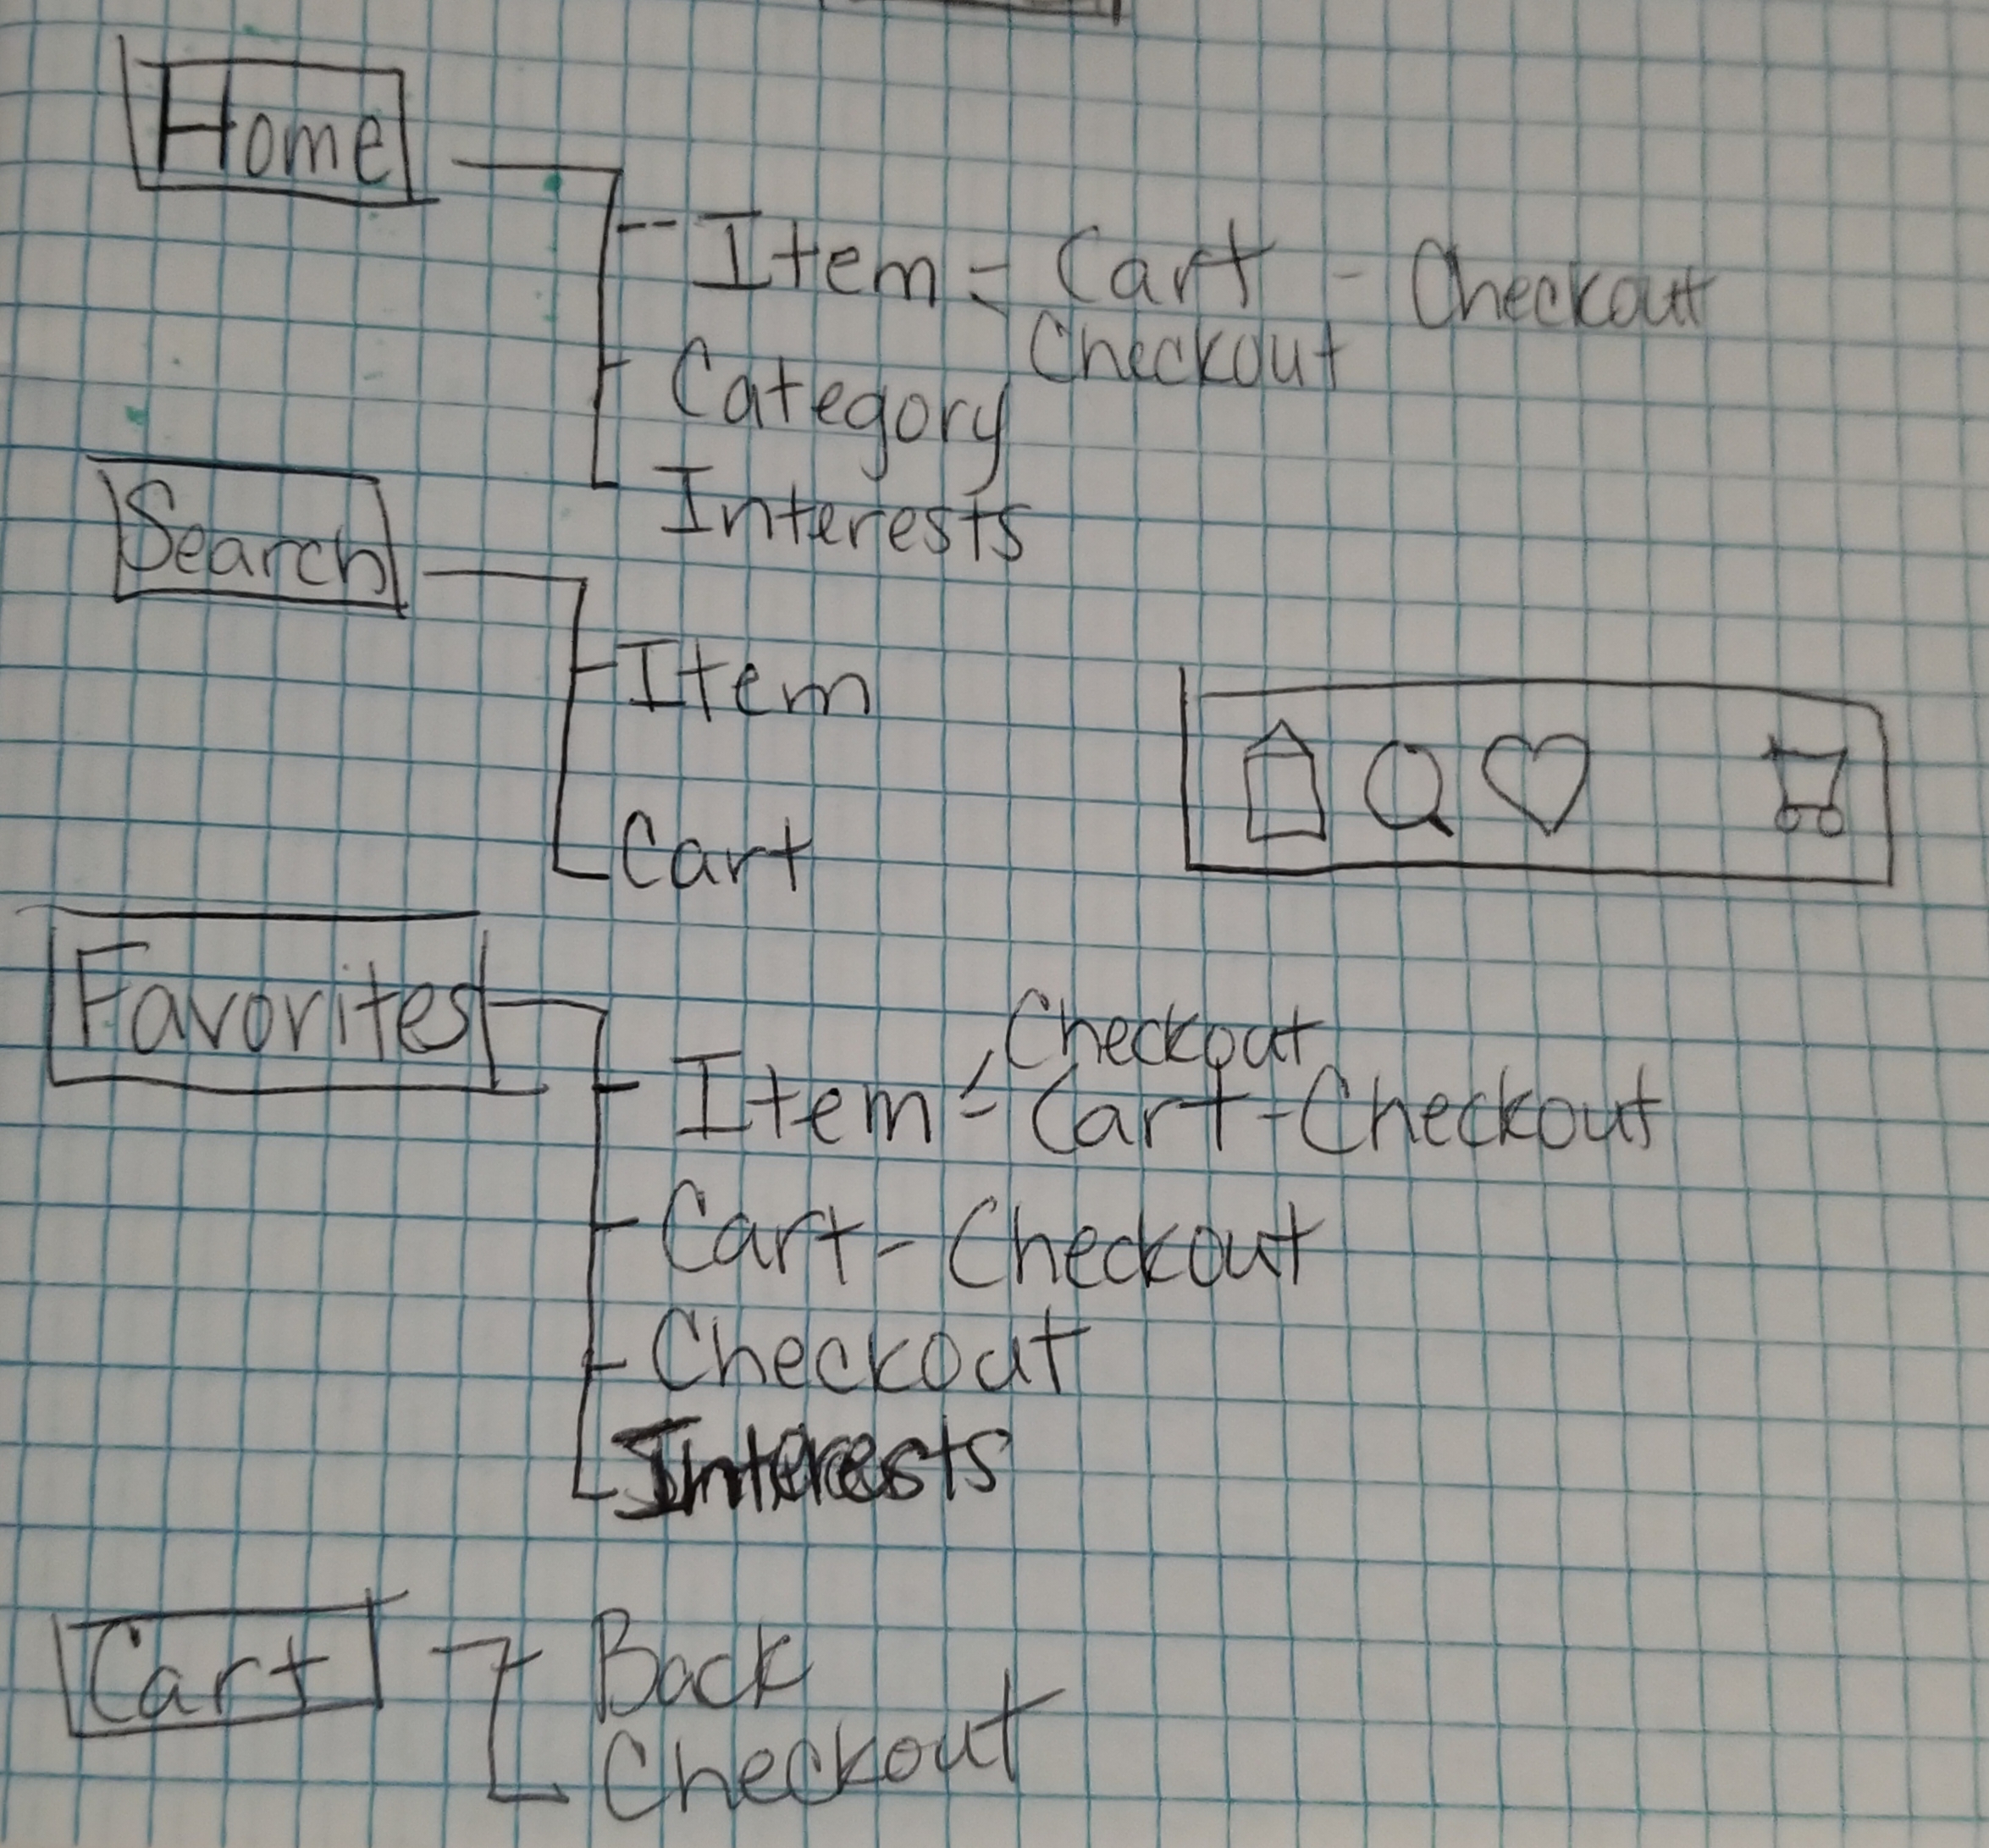 Home
Item = Cart - Checkout
Checkout
Category
Interests
Search
Item
Cart
Favorites
Checkout
Item = Cart - Checkout
Cart - Checkout
Checkout
Interests
Cart
Back
Checkout